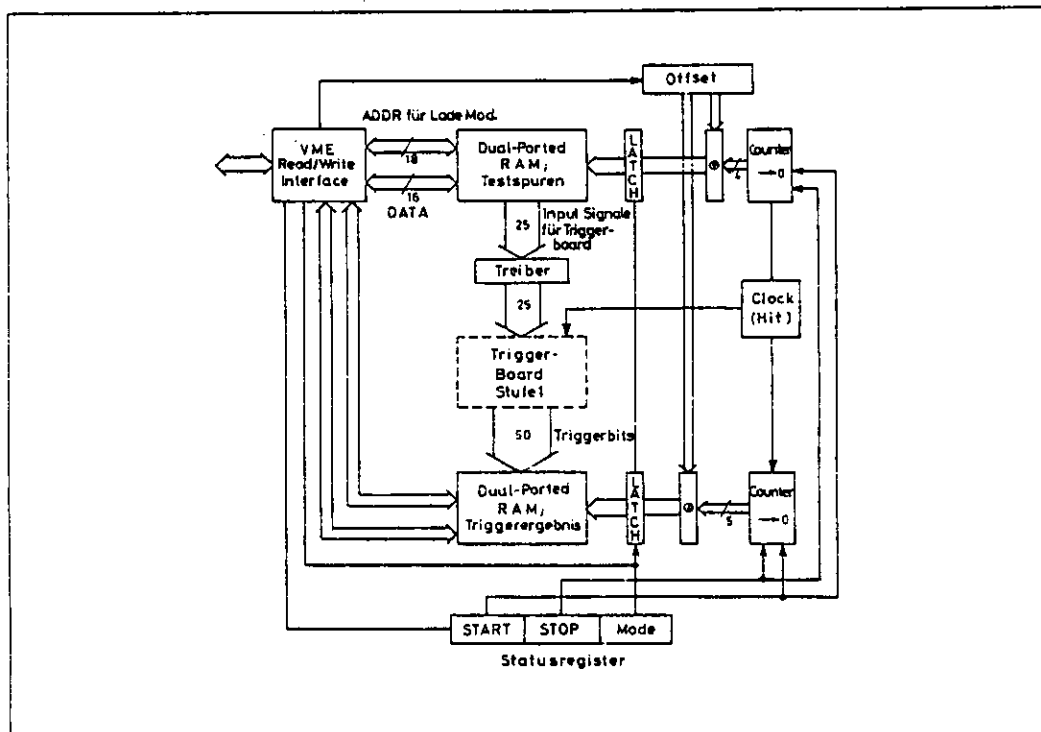 Offset
ADDR für Lade Mod.
VME
Read/Write
Interface
18
16
DATA
Dual-Ported
RAM;
Testspuren
LATCH
⊕
4
Counter
→0
25
Input Signale
für Trigger-
board
Treiber
25
Clock
(Hit)
Trigger-
Board
Stufe1
50
Triggerbits
Dual-Ported
RAM;
Triggerergebnis
LATCH
⊕
5
Counter
→0
START
STOP
Mode
Statusregister